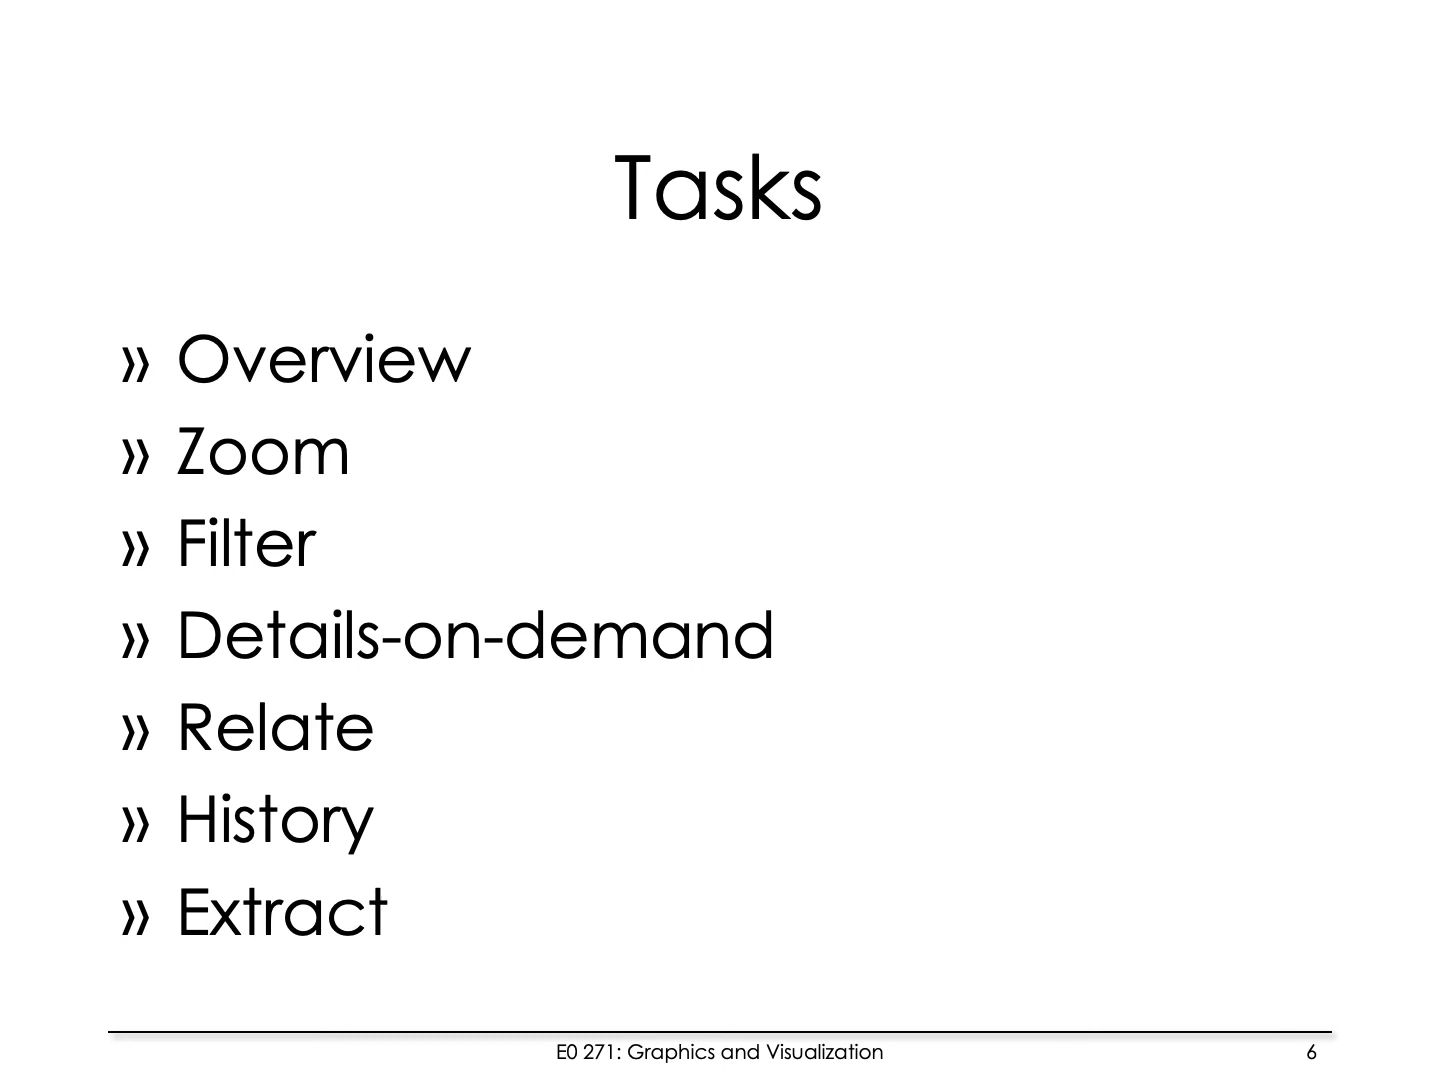 Tasks
» Overview
» Zoom
» Filter
» Details-on-demand
» Relate
» History
» Extract
E0 271: Graphics and Visualization
6